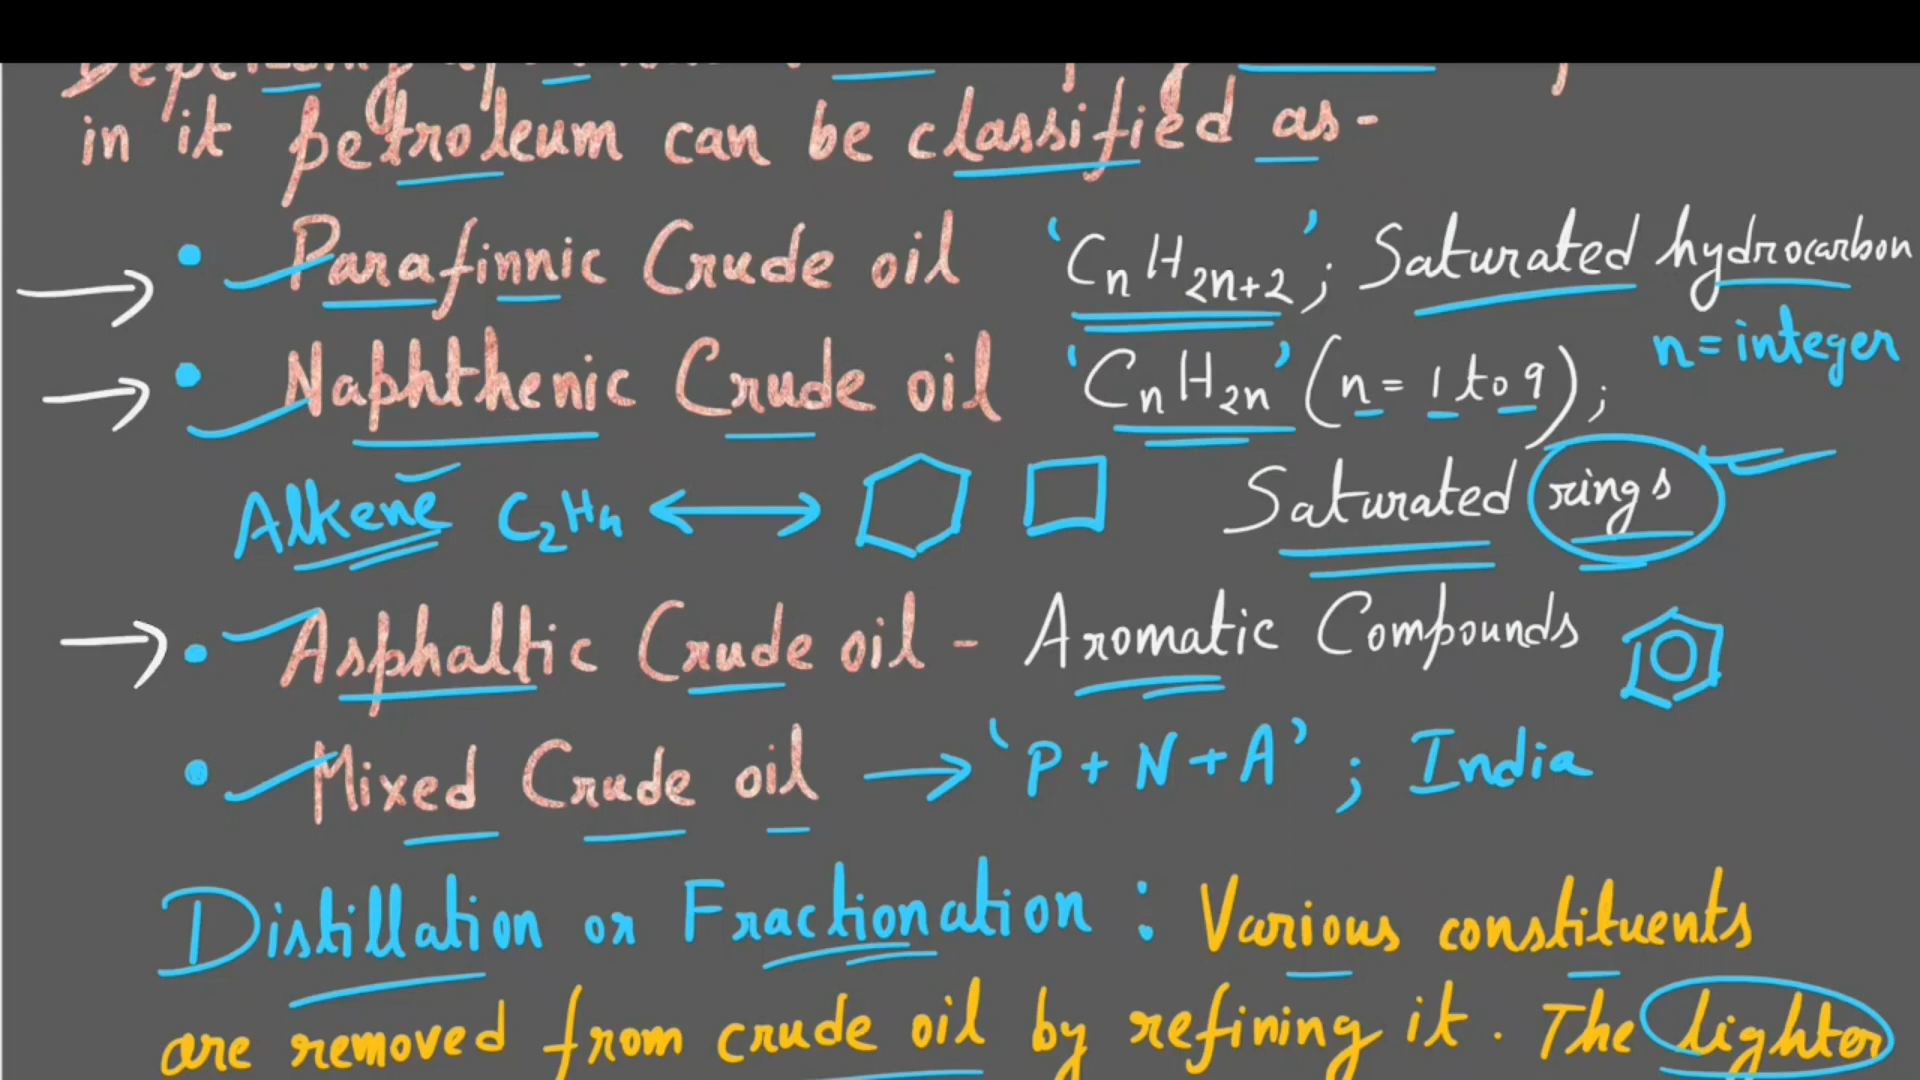 in it petroleum can be classified as-
• Parafinnic Crude oil 'CnH2n+2'; Saturated hydrocarbon
n = integer
• Naphthenic Crude oil 'CnH2n' (n = 1 to 9);
Alkene C2H4 ⟷ Saturated rings
• Asphaltic Crude oil - Aromatic Compounds
• Mixed Crude oil → 'P + N + A' ; India
Distillation or Fractionation : Various constituents
are removed from crude oil by refining it. The lighter